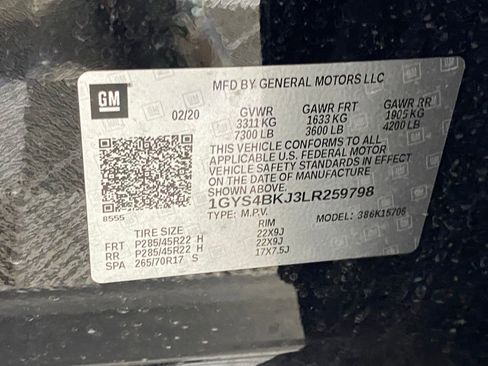 MFD BY GENERAL MOTORS LLC
GM
02/20 GVWR GAWR FRT GAWR RR
3311 KG 1633 KG 1905 KG
7300 LB 3600 LB 4200 LB
THIS VEHICLE CONFORMS TO ALL
APPLICABLE U.S. FEDERAL MOTOR
VEHICLE SAFETY STANDARDS IN EFFECT
ON THE DATE OF MANUFACTURE
SHOWN ABOVE.
1GYS4BKJ3LR259798
8555 TYPE: M.P.V. MODEL: 386K15706
TIRE SIZE RIM
FRT P285/45R22 H 22X9J
RR P285/45R22 H 22X9J
SPA 265/70R17 S 17X7.5J